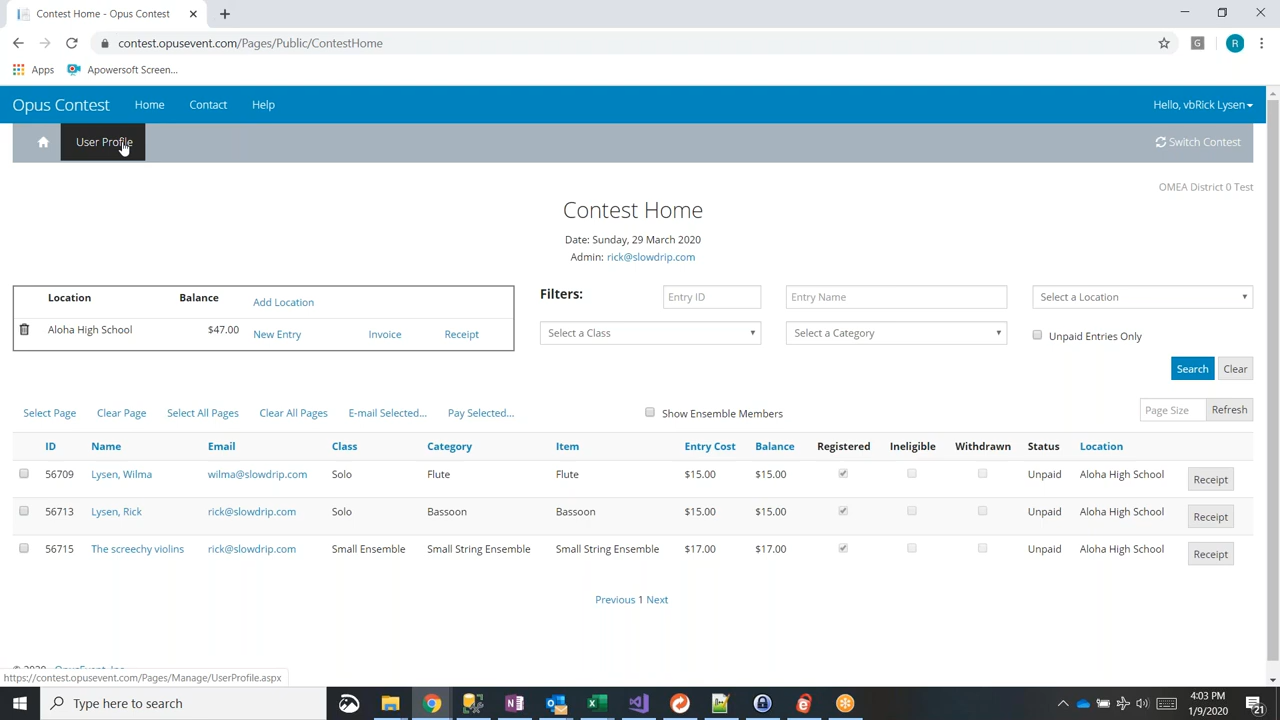 Contest Home - Opus Contest
contest.opusevent.com/Pages/Public/ContestHome
G
R
Apps
Apowersoft Screen...
Opus Contest Home Contact Help Hello, vbRick Lysen
User Profile Switch Contest
OMEA District 0 Test
Contest Home
Date: Sunday, 29 March 2020
Admin: rick@slowdrip.com
Location Balance Add Location
Aloha High School $47.00 New Entry Invoice Receipt
Filters: Entry ID Entry Name Select a Location
Select a Class Select a Category Unpaid Entries Only
Search Clear
Select Page Clear Page Select All Pages Clear All Pages E-mail Selected... Pay Selected... Show Ensemble Members Page Size Refresh
ID Name Email Class Category Item Entry Cost Balance Registered Ineligible Withdrawn Status Location
56709 Lysen, Wilma wilma@slowdrip.com Solo Flute Flute $15.00 $15.00 Unpaid Aloha High School Receipt
56713 Lysen, Rick rick@slowdrip.com Solo Bassoon Bassoon $15.00 $15.00 Unpaid Aloha High School Receipt
56715 The screechy violins rick@slowdrip.com Small Ensemble Small String Ensemble Small String Ensemble $17.00 $17.00 Unpaid Aloha High School Receipt
Previous 1 Next
© 2020 OpusEvent, Inc
https://contest.opusevent.com/Pages/Manage/UserProfile.aspx
Type here to search
4:03 PM
1/9/2020
21